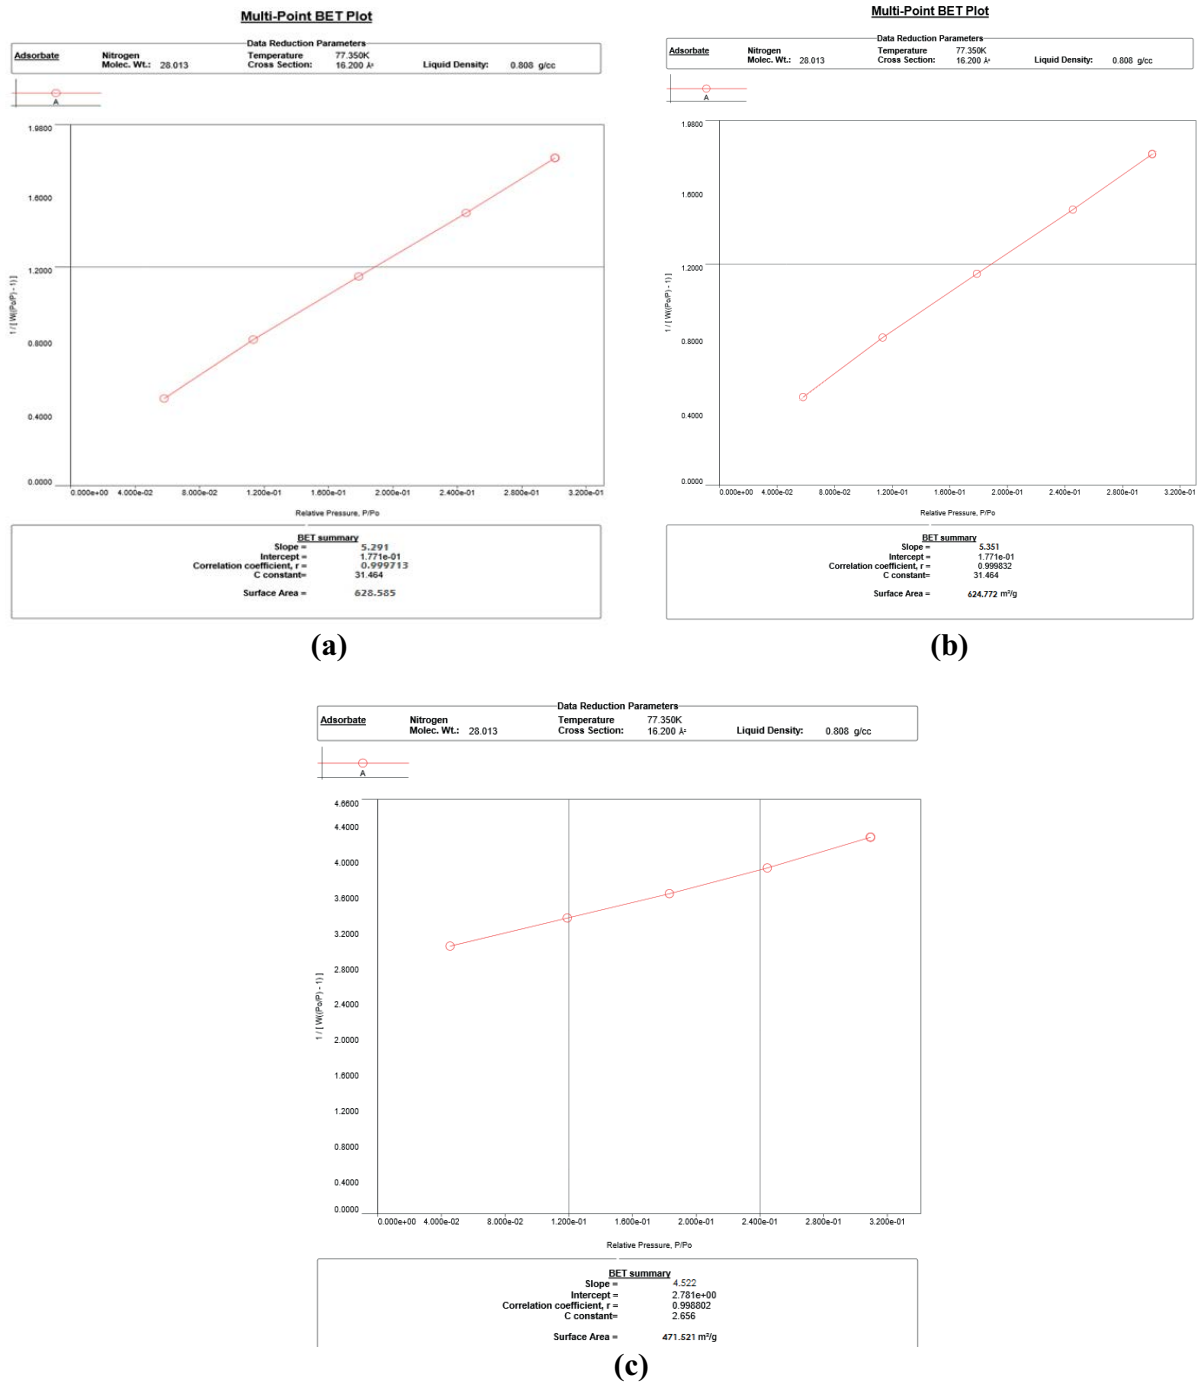 Multi-Point BET Plot
Data Reduction Parameters
Adsorbate Nitrogen Temperature 77.350K
Molec. Wt.: 28.013 Cross Section: 16.200 Å² Liquid Density: 0.808 g/cc
A
1.9800
1.6000
1.2000
0.8000
0.4000
0.0000
1 / [ W((Po/P) - 1) ]
0.000e+00 4.000e-02 8.000e-02 1.200e-01 1.600e-01 2.000e-01 2.400e-01 2.800e-01 3.200e-01
Relative Pressure, P/Po
BET summary
Slope = 5.291
Intercept = 1.771e-01
Correlation coefficient, r = 0.999713
C constant= 31.464
Surface Area = 628.585
(a)
Multi-Point BET Plot
Data Reduction Parameters
Adsorbate Nitrogen Temperature 77.350K
Molec. Wt.: 28.013 Cross Section: 16.200 Å² Liquid Density: 0.808 g/cc
A
1.9800
1.6000
1.2000
0.8000
0.4000
0.0000
1 / [ W((Po/P) - 1) ]
0.000e+00 4.000e-02 8.000e-02 1.200e-01 1.600e-01 2.000e-01 2.400e-01 2.800e-01 3.200e-01
Relative Pressure, P/Po
BET summary
Slope = 5.351
Intercept = 1.771e-01
Correlation coefficient, r = 0.999832
C constant= 31.464
Surface Area = 624.772 m²/g
(b)
Data Reduction Parameters
Adsorbate Nitrogen Temperature 77.350K
Molec. Wt.: 28.013 Cross Section: 16.200 Å² Liquid Density: 0.808 g/cc
A
4.6600
4.4000
4.0000
3.6000
3.2000
2.8000
2.4000
2.0000
1.6000
1.2000
0.8000
0.4000
0.0000
1 / [ W((Po/P) - 1) ]
0.000e+00 4.000e-02 8.000e-02 1.200e-01 1.600e-01 2.000e-01 2.400e-01 2.800e-01 3.200e-01
Relative Pressure, P/Po
BET summary
Slope = 4.522
Intercept = 2.781e+00
Correlation coefficient, r = 0.998802
C constant= 2.656
Surface Area = 471.521 m²/g
(c)